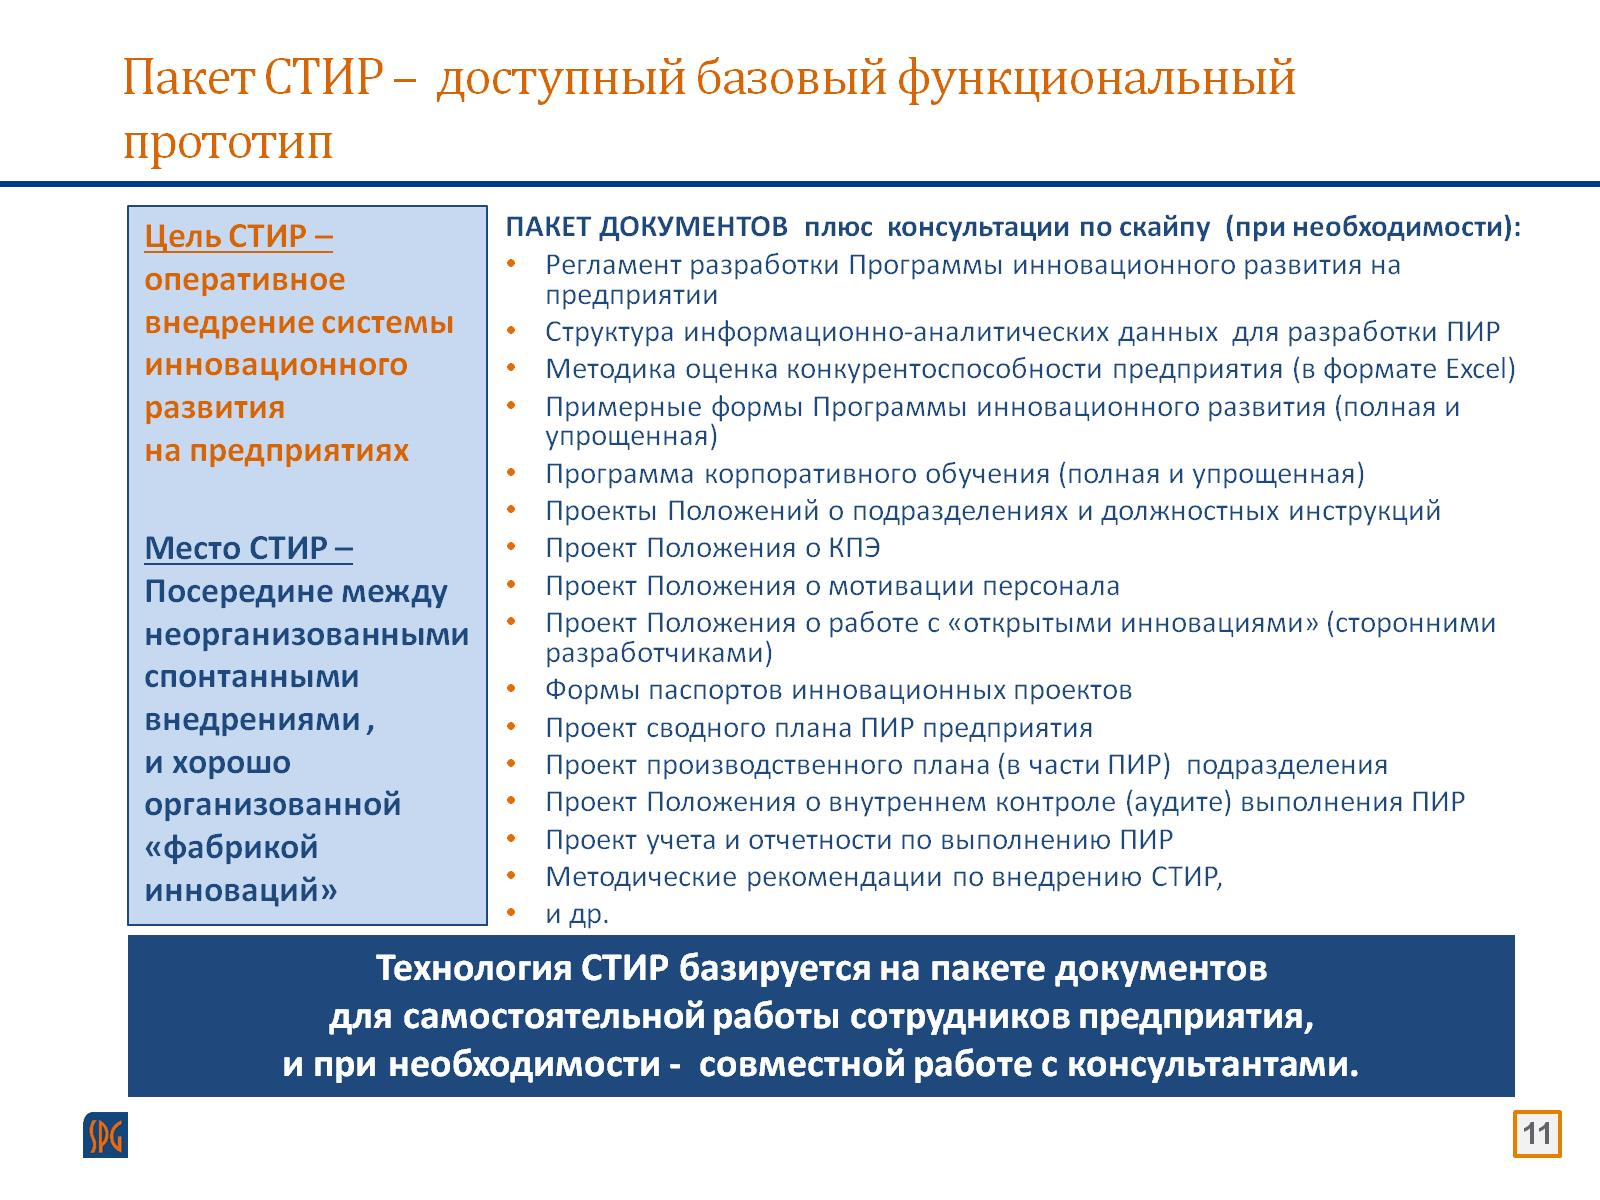 Пакет СТИР – доступный базовый функциональный
прототип
Цель СТИР –
оперативное
внедрение системы
инновационного
развития
на предприятиях
Место СТИР –
Посередине между
неорганизованными
спонтанными
внедрениями ,
и хорошо
организованной
«фабрикой
инноваций»
ПАКЕТ ДОКУМЕНТОВ плюс консультации по скайпу (при необходимости):
• Регламент разработки Программы инновационного развития на
предприятии
• Структура информационно-аналитических данных для разработки ПИР
• Методика оценка конкурентоспособности предприятия (в формате Excel)
• Примерные формы Программы инновационного развития (полная и
упрощенная)
• Программа корпоративного обучения (полная и упрощенная)
• Проекты Положений о подразделениях и должностных инструкций
• Проект Положения о КПЭ
• Проект Положения о мотивации персонала
• Проект Положения о работе с «открытыми инновациями» (сторонними
разработчиками)
• Формы паспортов инновационных проектов
• Проект сводного плана ПИР предприятия
• Проект производственного плана (в части ПИР) подразделения
• Проект Положения о внутреннем контроле (аудите) выполнения ПИР
• Проект учета и отчетности по выполнению ПИР
• Методические рекомендации по внедрению СТИР,
• и др.
Технология СТИР базируется на пакете документов
для самостоятельной работы сотрудников предприятия,
и при необходимости - совместной работе с консультантами.
SPG
11